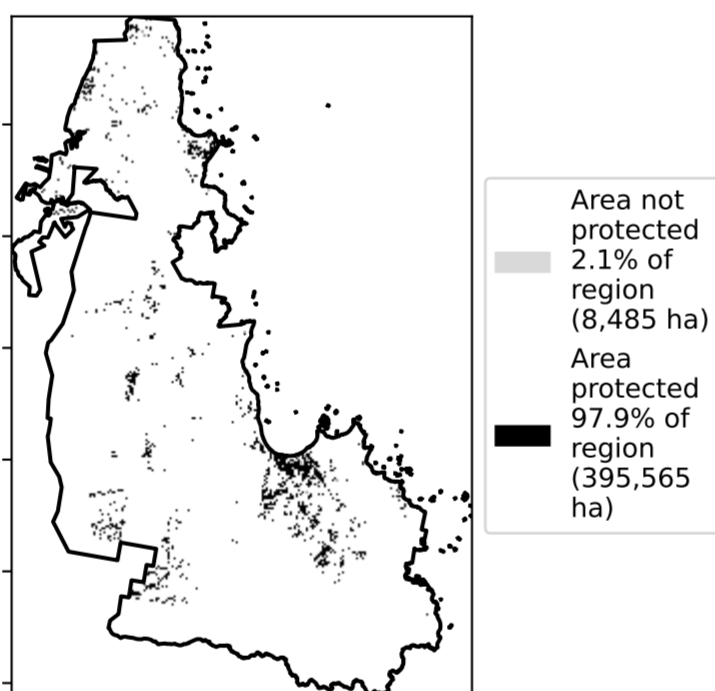 Area not
protected
2.1% of
region
(8,485 ha)
Area
protected
97.9% of
region
(395,565
ha)